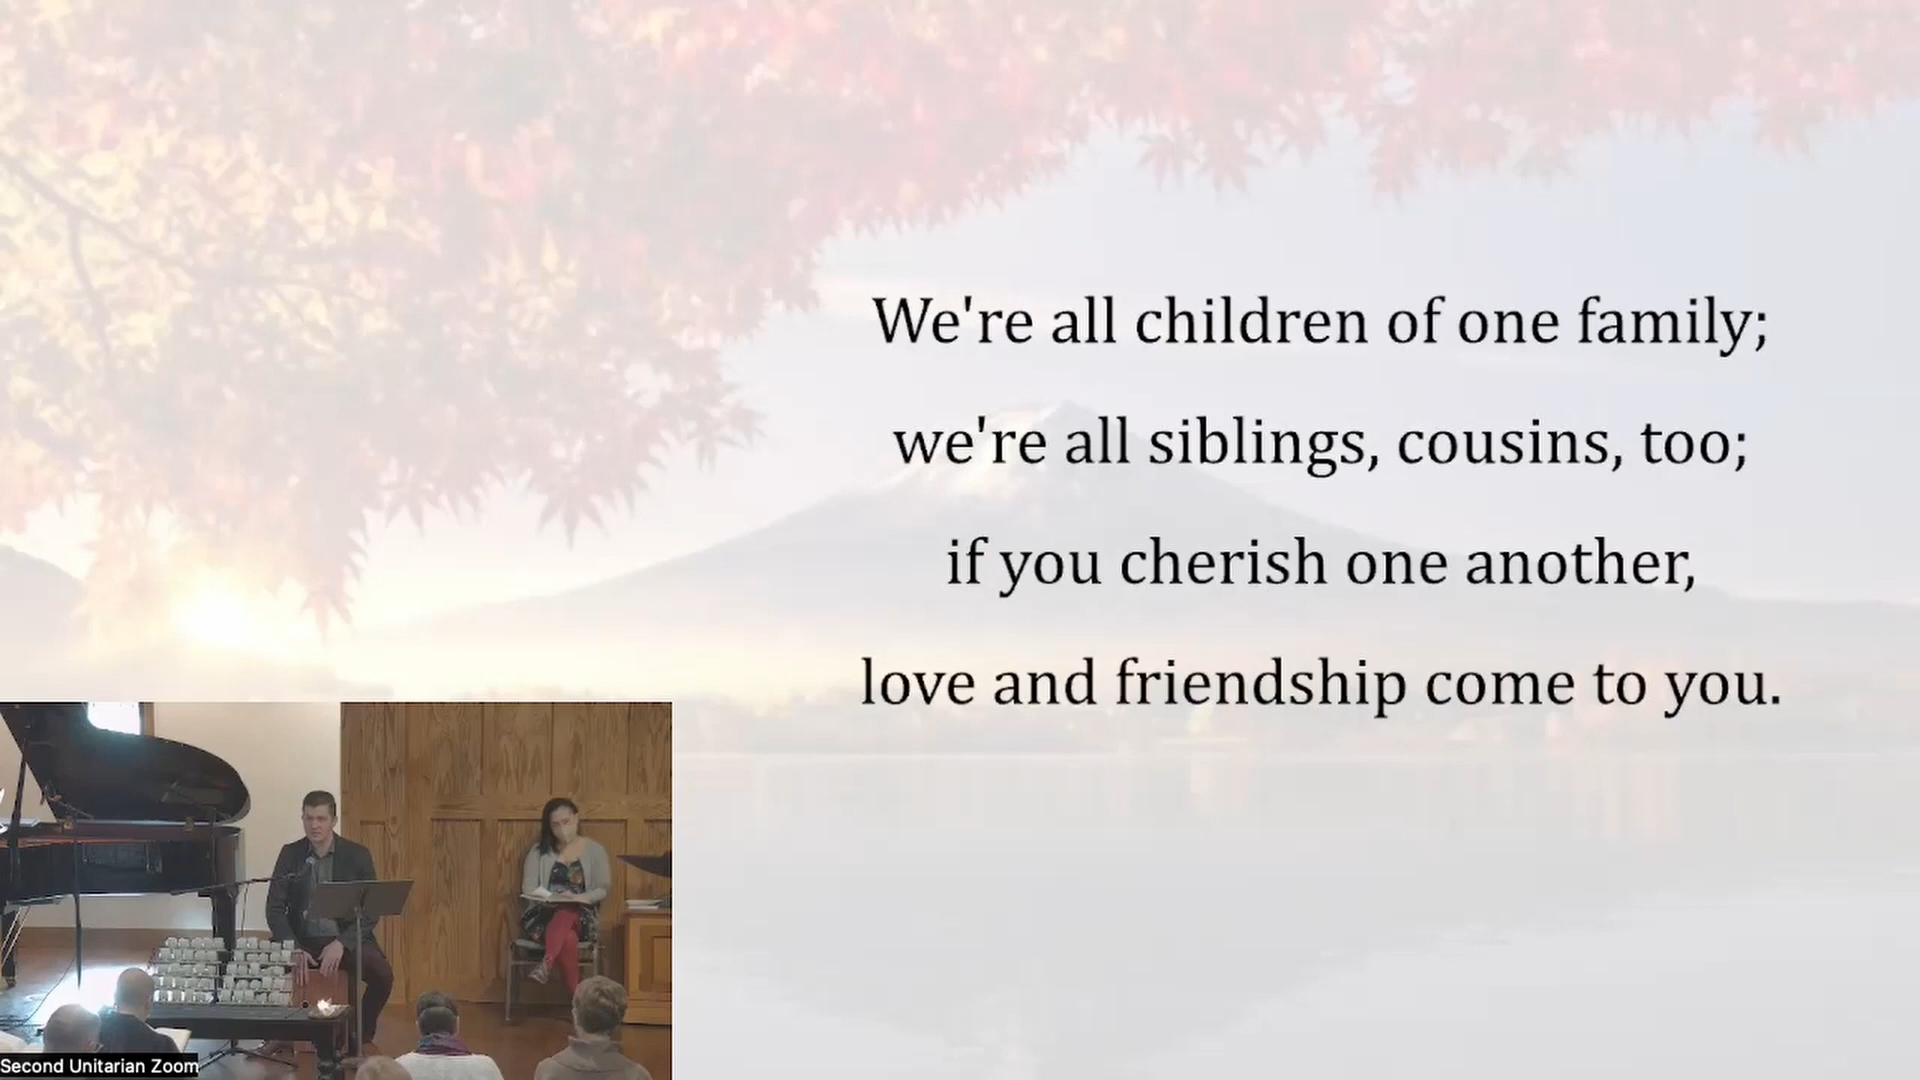 We're all children of one family;
we're all siblings, cousins, too;
if you cherish one another,
love and friendship come to you.
Second Unitarian Zoom